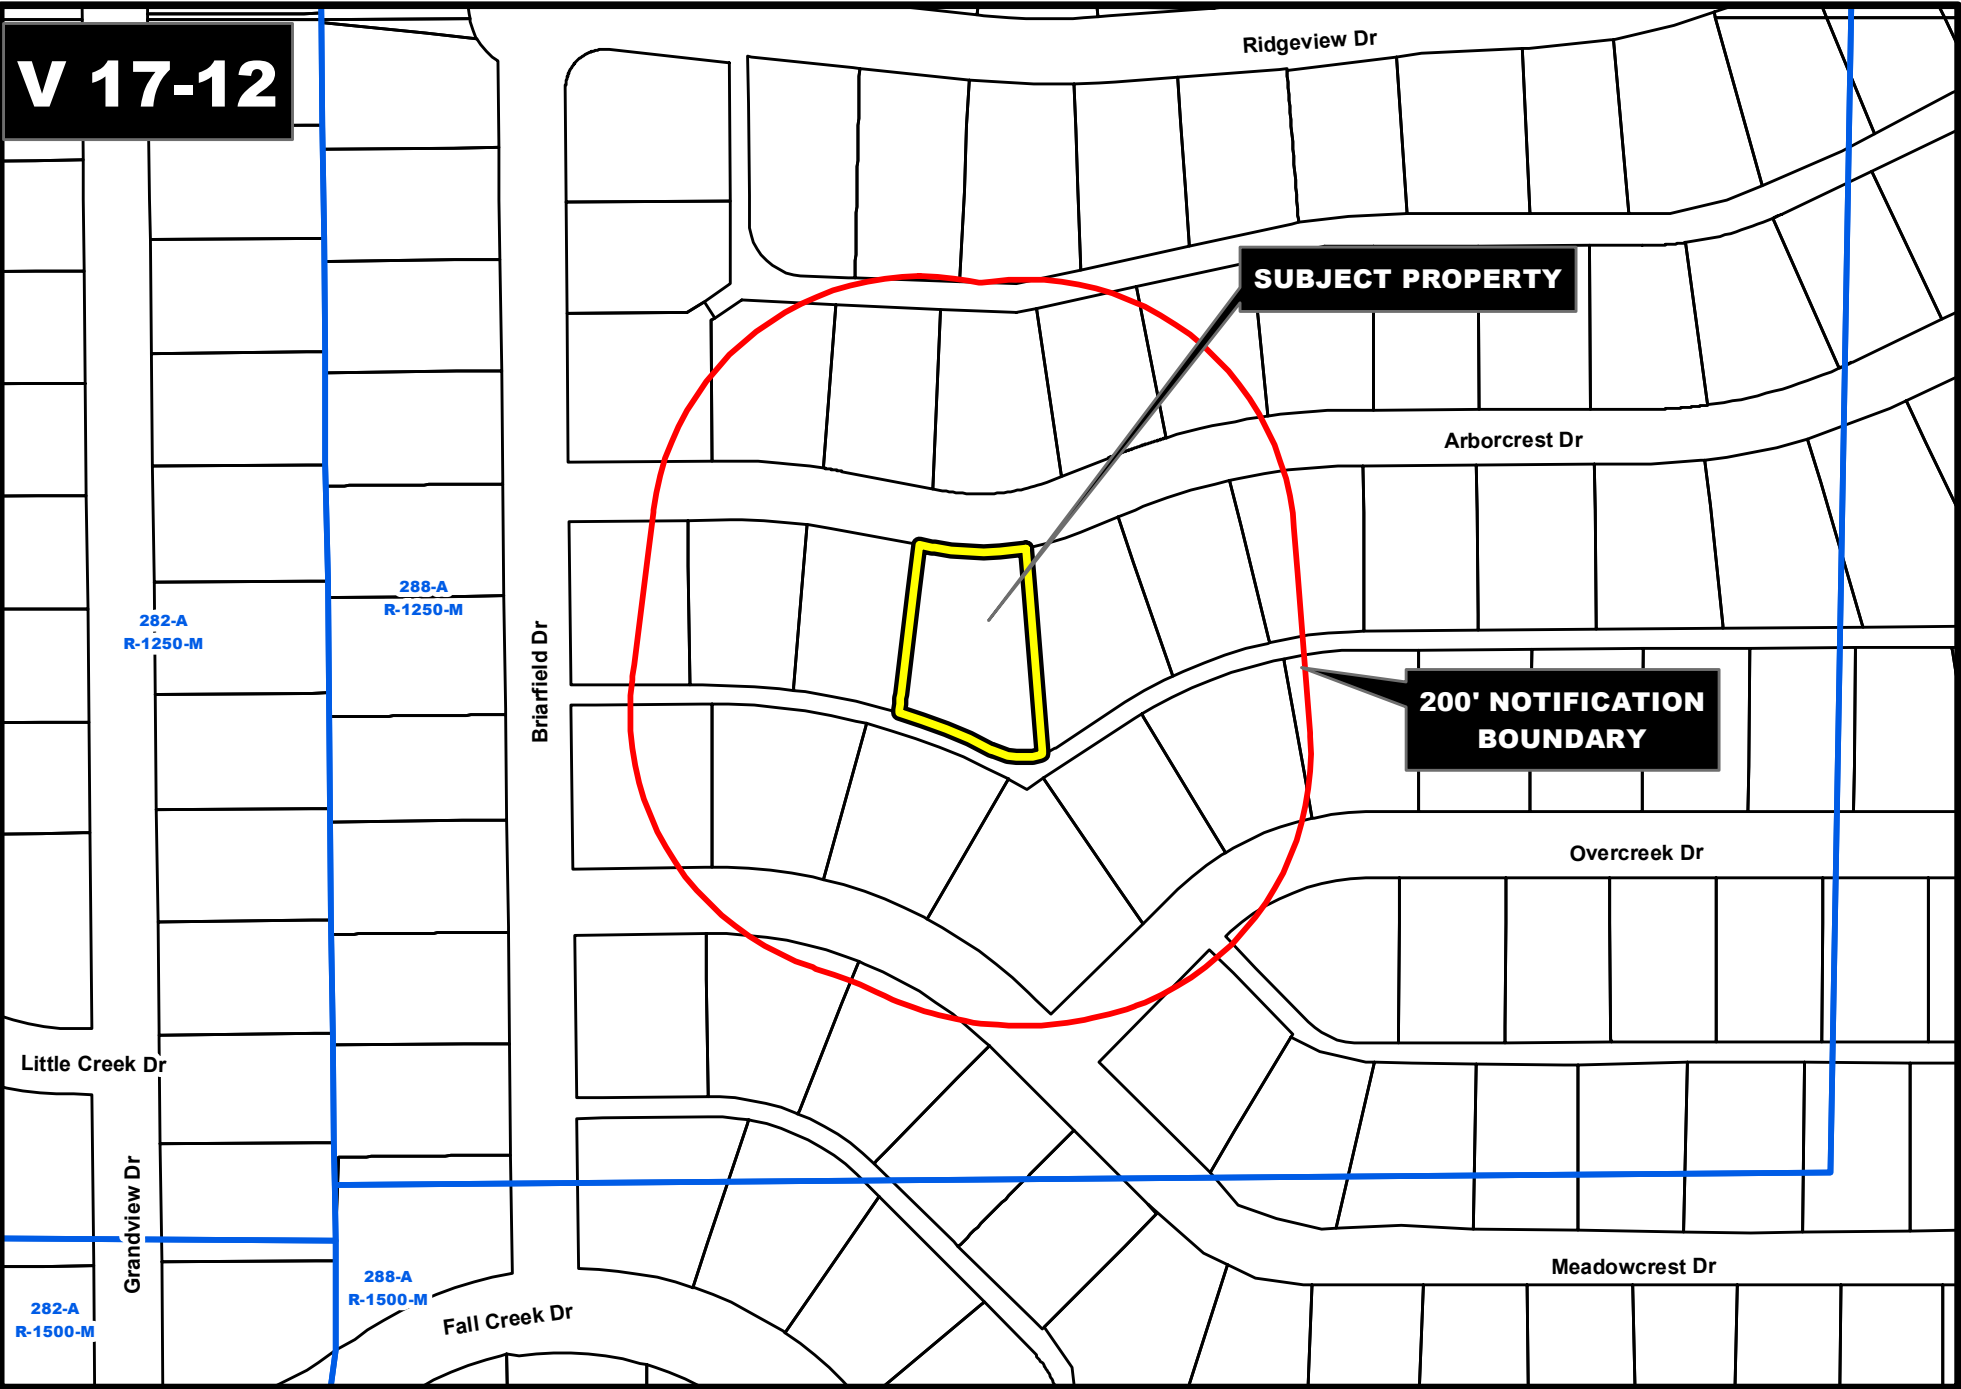 V 17-12
Ridgeview Dr
SUBJECT PROPERTY
Arborcrest Dr
288-A
R-1250-M
282-A
R-1250-M
Briarfield Dr
200' NOTIFICATION
BOUNDARY
Overcreek Dr
Little Creek Dr
Grandview Dr
Meadowcrest Dr
288-A
R-1500-M
282-A
R-1500-M
Fall Creek Dr